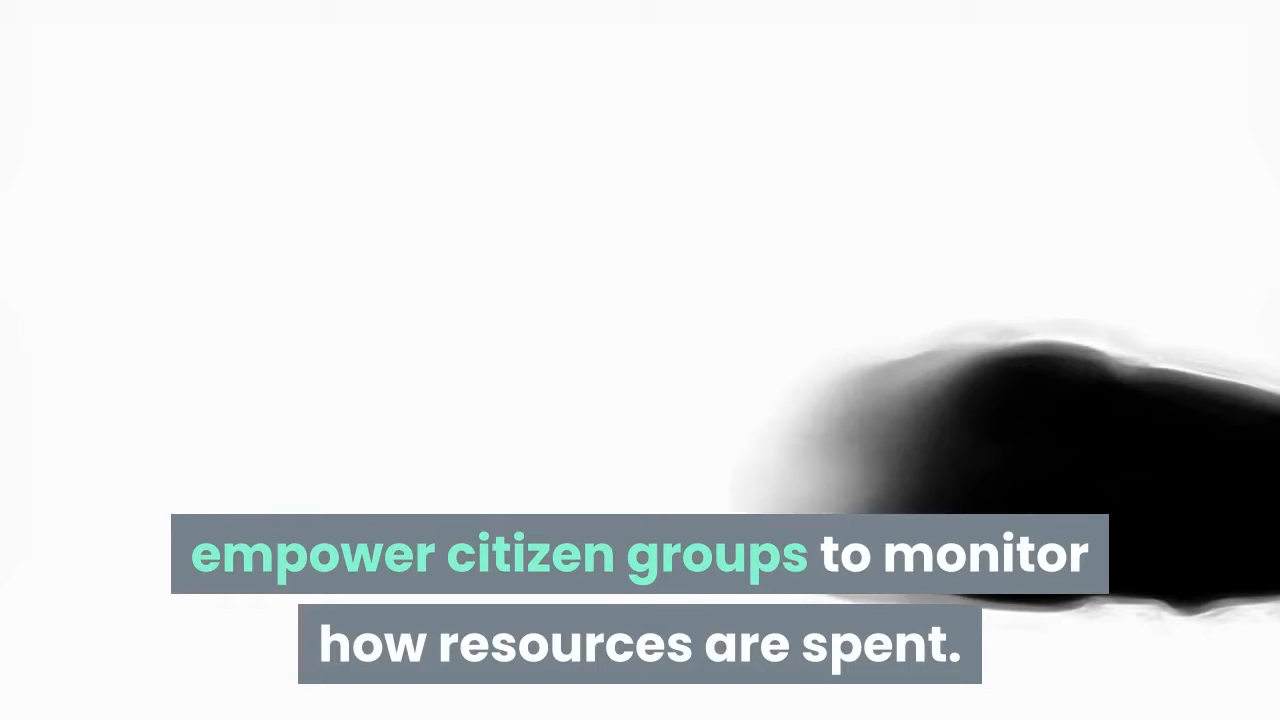 empower citizen groups to monitor
how resources are spent.